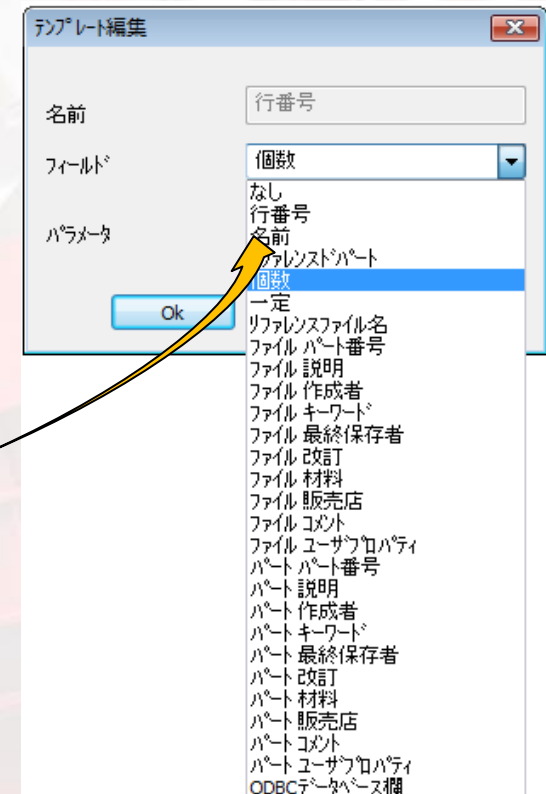 ﾃﾝﾌﾟﾚｰﾄ編集
名前
行番号
ﾌｨｰﾙﾄﾞ
個数
ﾊﾟﾗﾒｰﾀ
Ok
なし
行番号
名前
ﾘﾌｧﾚﾝｽﾄﾞﾊﾟｰﾄ
個数
一定
ﾘﾌｧﾚﾝｽﾌｧｲﾙ名
ﾌｧｲﾙ ﾊﾟｰﾄ番号
ﾌｧｲﾙ 説明
ﾌｧｲﾙ 作成者
ﾌｧｲﾙ ｷｰﾜｰﾄﾞ
ﾌｧｲﾙ 最終保存者
ﾌｧｲﾙ 改訂
ﾌｧｲﾙ 材料
ﾌｧｲﾙ 販売店
ﾌｧｲﾙ ｺﾒﾝﾄ
ﾌｧｲﾙ ﾕｰｻﾞﾌﾟﾛﾊﾟﾃｨ
ﾊﾟｰﾄ ﾊﾟｰﾄ番号
ﾊﾟｰﾄ 説明
ﾊﾟｰﾄ 作成者
ﾊﾟｰﾄ ｷｰﾜｰﾄﾞ
ﾊﾟｰﾄ 最終保存者
ﾊﾟｰﾄ 改訂
ﾊﾟｰﾄ 材料
ﾊﾟｰﾄ 販売店
ﾊﾟｰﾄ ｺﾒﾝﾄ
ﾊﾟｰﾄ ﾕｰｻﾞﾌﾟﾛﾊﾟﾃｨ
ODBCﾃﾞｰﾀﾍﾞｰｽ欄